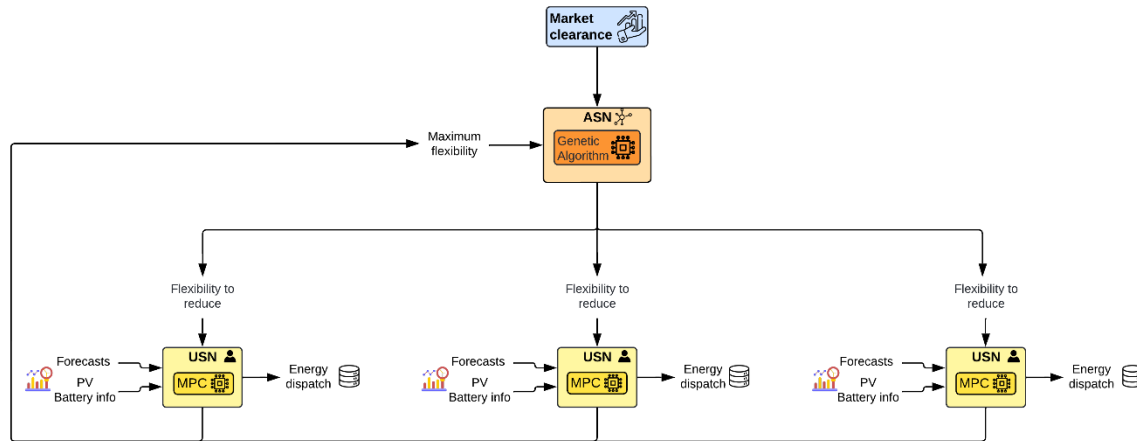 Market
clearance
ASN
Genetic
Algorithm
Maximum
flexibility
Flexibility to
reduce
Flexibility to
reduce
Flexibility to
reduce
USN
MPC
Forecasts
PV
Battery info
Energy
dispatch
USN
MPC
Forecasts
PV
Battery info
Energy
dispatch
USN
MPC
Forecasts
PV
Battery info
Energy
dispatch